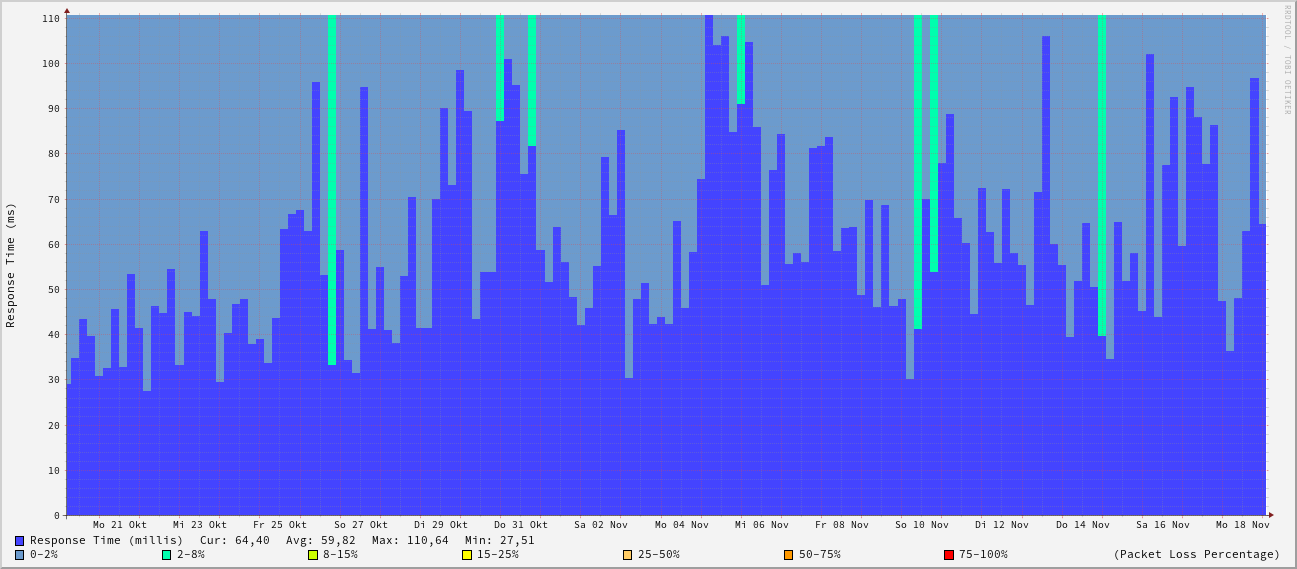 RRDTOOL / TOBI OETIKER
Response Time (ms)
110
100
90
80
70
60
50
40
30
20
10
0
Mo 21 Okt Mi 23 Okt Fr 25 Okt So 27 Okt Di 29 Okt Do 31 Okt Sa 02 Nov Mo 04 Nov Mi 06 Nov Fr 08 Nov So 10 Nov Di 12 Nov Do 14 Nov Sa 16 Nov Mo 18 Nov
Response Time (millis) Cur: 64,40 Avg: 59,82 Max: 110,64 Min: 27,51
0-2% 2-8% 8-15% 15-25% 25-50% 50-75% 75-100% (Packet Loss Percentage)